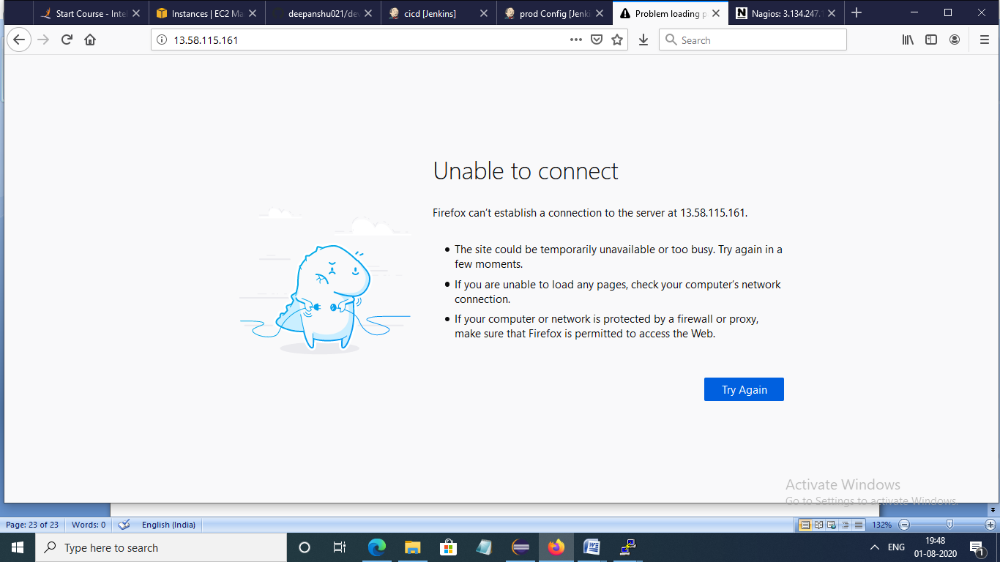 Start Course - Intel
Instances | EC2 Ma
deepanshu021/dev
cicd [Jenkins]
prod Config [Jenki
Problem loading p
Nagios: 3.134.247.
13.58.115.161
Search
Unable to connect
Firefox can't establish a connection to the server at 13.58.115.161.
The site could be temporarily unavailable or too busy. Try again in a
few moments.
If you are unable to load any pages, check your computer's network
connection.
If your computer or network is protected by a firewall or proxy,
make sure that Firefox is permitted to access the Web.
Try Again
Activate Windows
Go to Settings to activate Windows.
Page: 23 of 23
Words: 0
English (India)
132%
Type here to search
ENG
19:48
01-08-2020
1